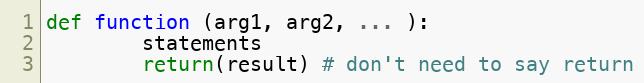 1 def function (arg1, arg2, ... ):
2         statements
3         return(result) # don't need to say return